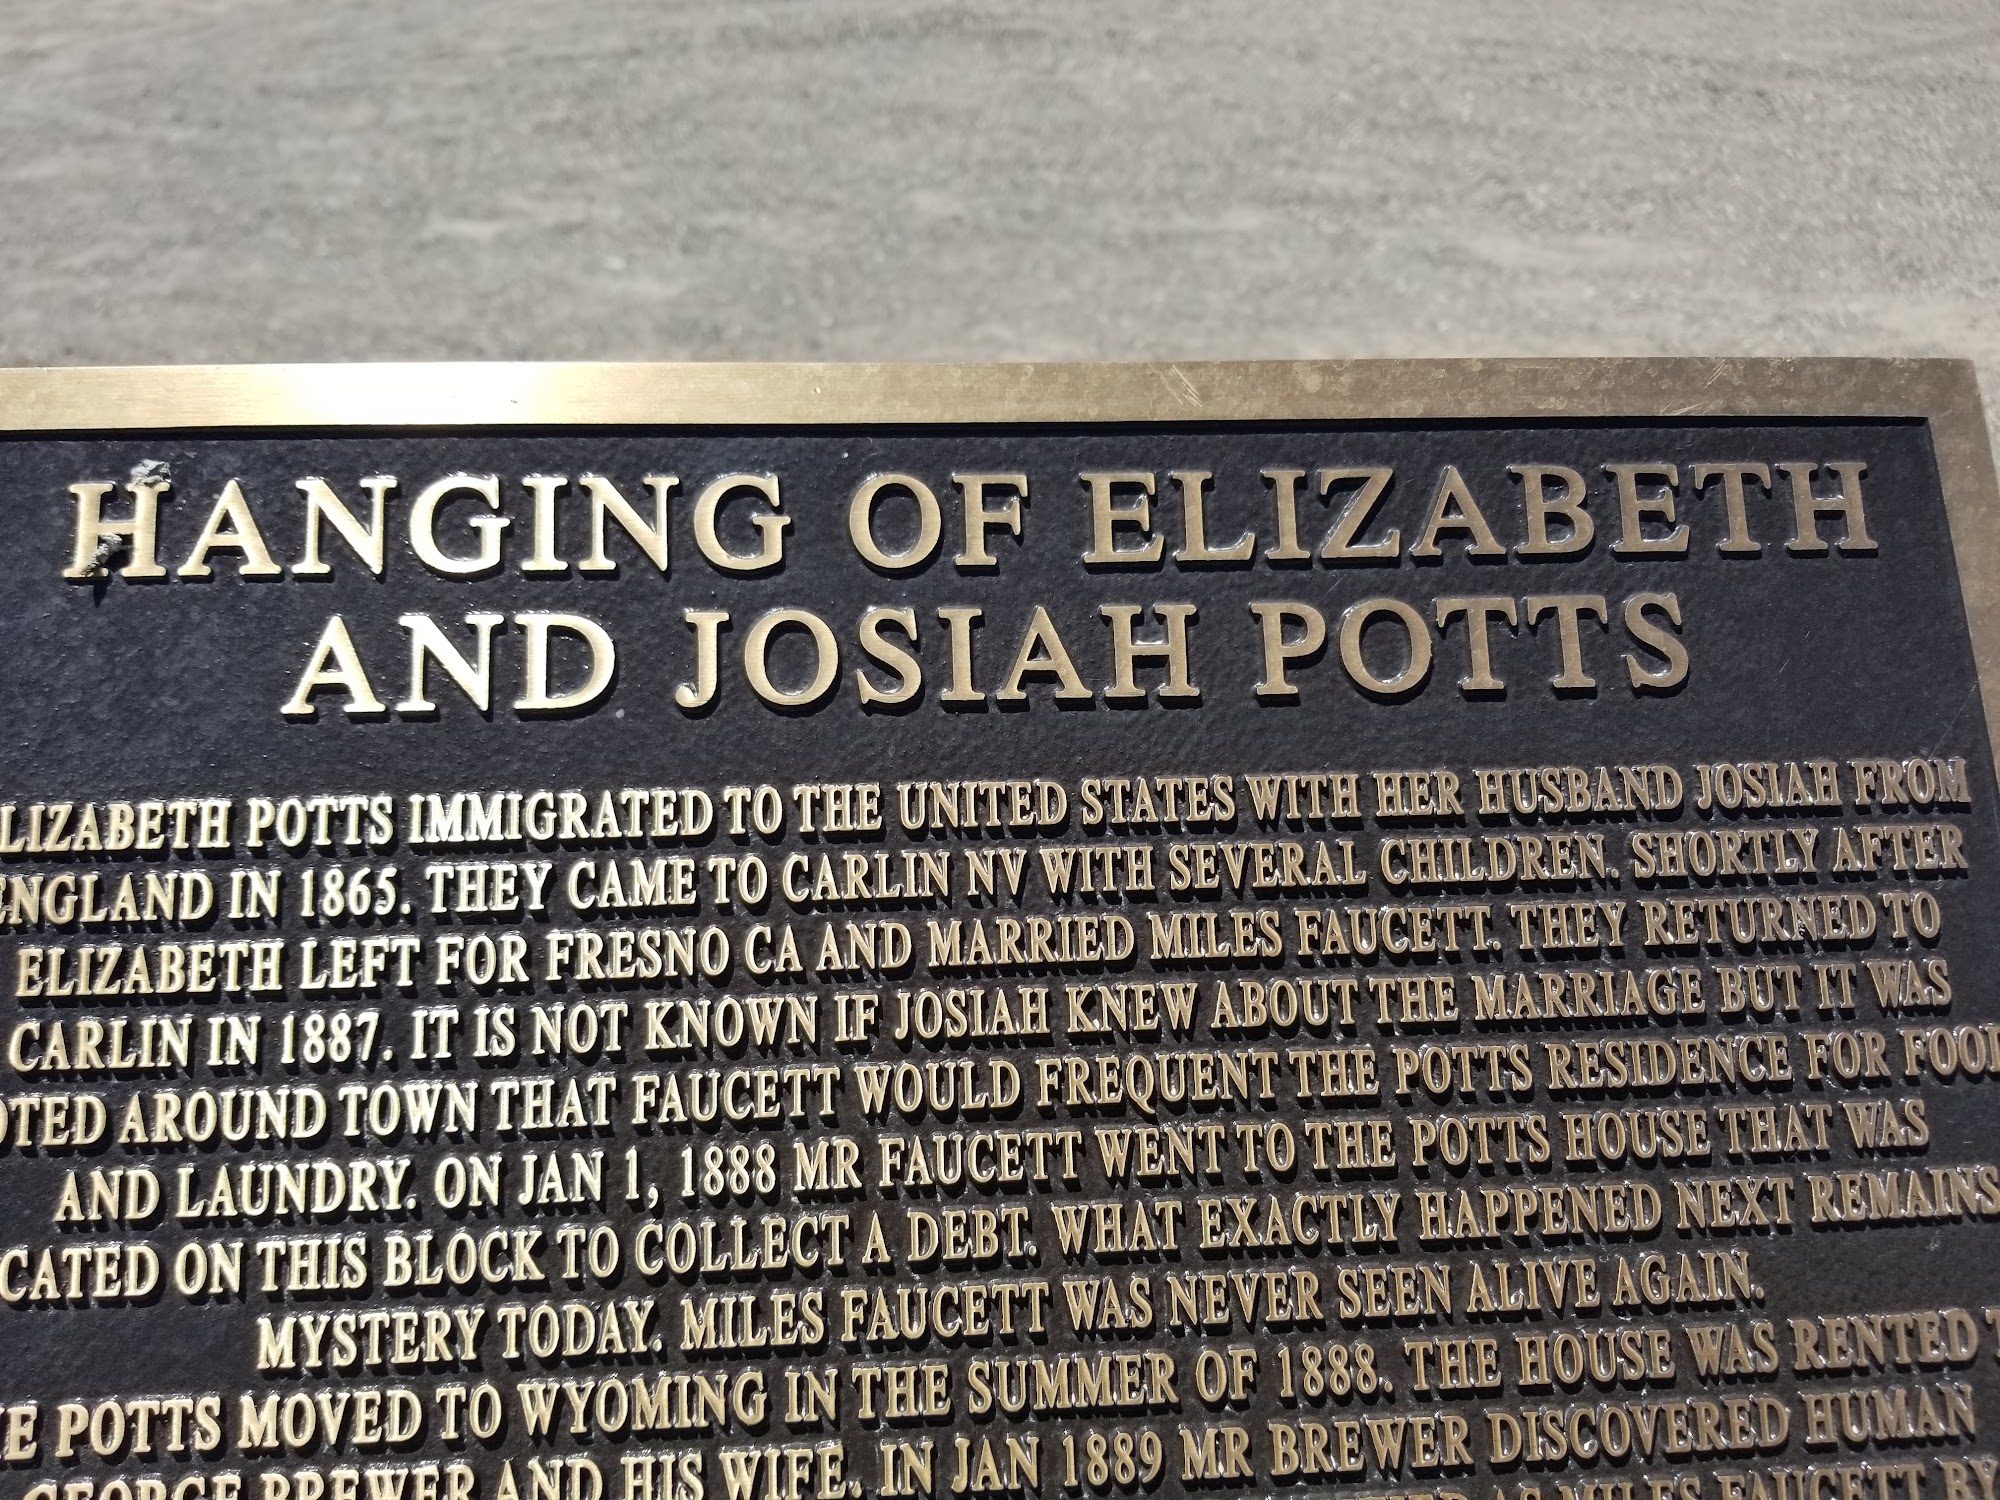 HANGING OF ELIZABETH
AND JOSIAH POTTS
LIZABETH POTTS IMMIGRATED TO THE UNITED STATES WITH HER HUSBAND JOSIAH FROM
ENGLAND IN 1865. THEY CAME TO CARLIN NV WITH SEVERAL CHILDREN. SHORTLY AFTER
ELIZABETH LEFT FOR FRESNO CA AND MARRIED MILES FAUCETT. THEY RETURNED TO
CARLIN IN 1887. IT IS NOT KNOWN IF JOSIAH KNEW ABOUT THE MARRIAGE BUT IT WAS
OTED AROUND TOWN THAT FAUCETT WOULD FREQUENT THE POTTS RESIDENCE FOR FOOD
AND LAUNDRY. ON JAN 1, 1888 MR FAUCETT WENT TO THE POTTS HOUSE THAT WAS
CATED ON THIS BLOCK TO COLLECT A DEBT. WHAT EXACTLY HAPPENED NEXT REMAINS
MYSTERY TODAY. MILES FAUCETT WAS NEVER SEEN ALIVE AGAIN.
E POTTS MOVED TO WYOMING IN THE SUMMER OF 1888. THE HOUSE WAS RENTED T
GEORGE BREWER AND HIS WIFE. IN JAN 1889 MR BREWER DISCOVERED HUMAN
AS MILES FAUCETT BY